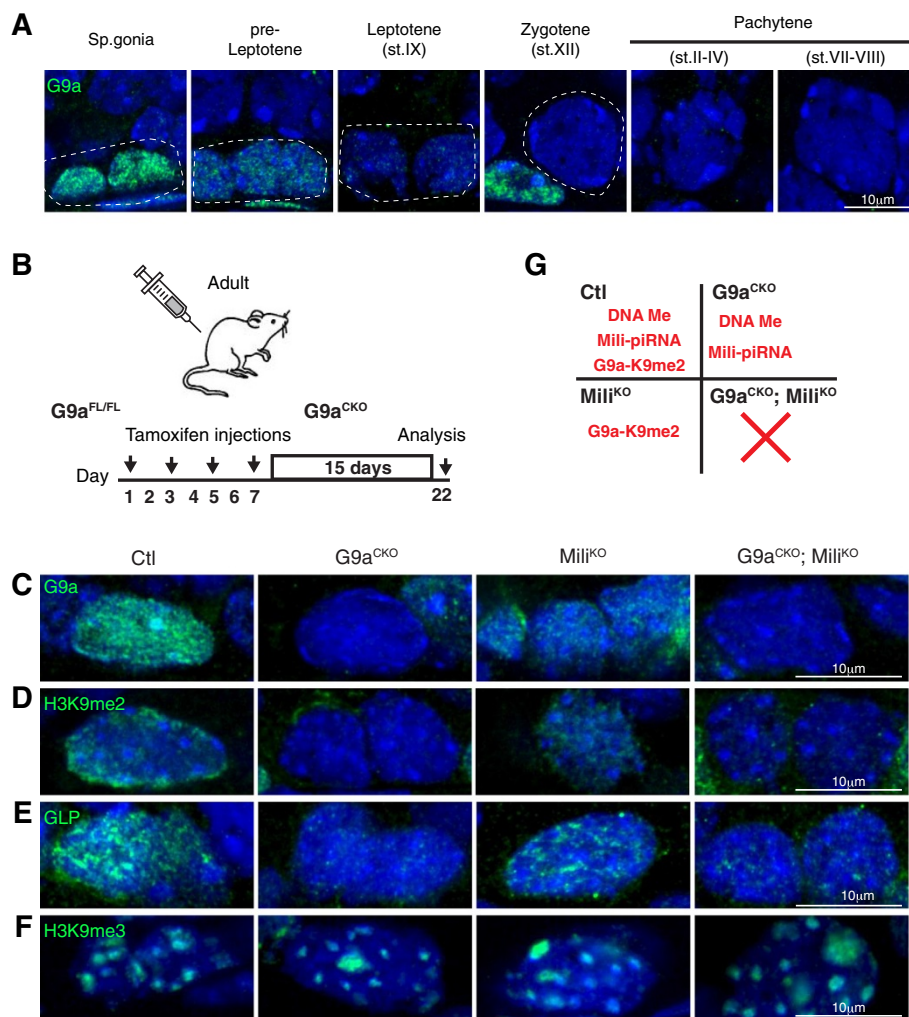 A
Sp.gonia
pre-
Leptotene
Leptotene
(st.IX)
Zygotene
(st.XII)
Pachytene
(st.II-IV)
(st.VII-VIII)
G9a
10μm
B
Adult
G9a^FL/FL
G9a^CKO
Tamoxifen injections
Analysis
Day
15 days
1 2 3 4 5 6 7 22
G
Ctl
DNA Me
Mili-piRNA
G9a-K9me2
G9a^CKO
DNA Me
Mili-piRNA
Mili^KO
G9a-K9me2
G9a^CKO; Mili^KO
Ctl G9a^CKO Mili^KO G9a^CKO; Mili^KO
C
G9a
10μm
D
H3K9me2
10μm
E
GLP
10μm
F
H3K9me3
10μm